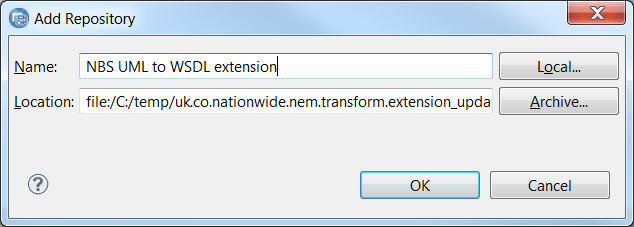 Add Repository
Name: NBS UML to WSDL extension Local...
Location: file:/C:/temp/uk.co.nationwide.nem.transform.extension_upda Archive...
? OK Cancel